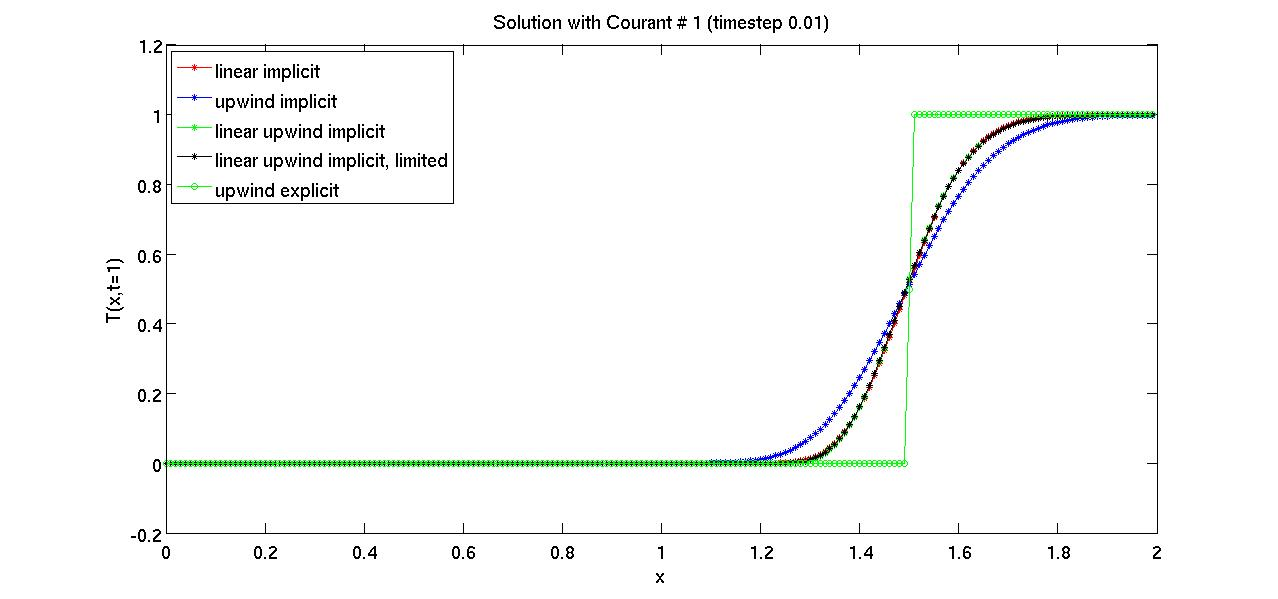 Solution with Courant # 1 (timestep 0.01)
1.2
1
0.8
0.6
0.4
0.2
0
-0.2
T(x,t=1)
linear implicit
upwind implicit
linear upwind implicit
linear upwind implicit, limited
upwind explicit
0 0.2 0.4 0.6 0.8 1 1.2 1.4 1.6 1.8 2
x